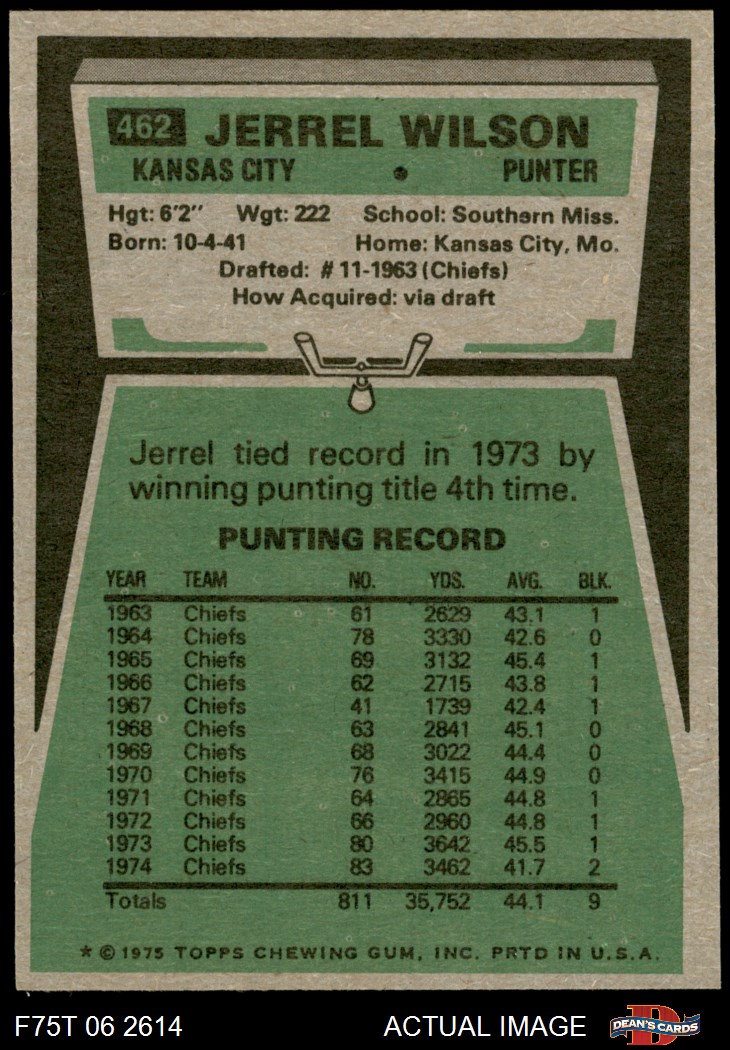 462 JERREL WILSON
KANSAS CITY • PUNTER
Hgt: 6'2" Wgt: 222 School: Southern Miss.
Born: 10-4-41 Home: Kansas City, Mo.
Drafted: #11-1963 (Chiefs)
How Acquired: via draft
Jerrel tied record in 1973 by
winning punting title 4th time.
PUNTING RECORD
YEAR TEAM NO. YDS. AVG. BLK.
1963 Chiefs 61 2629 43.1 1
1964 Chiefs 78 3330 42.6 0
1965 Chiefs 69 3132 45.4 1
1966 Chiefs 62 2715 43.8 1
1967 Chiefs 41 1739 42.4 1
1968 Chiefs 63 2841 45.1 0
1969 Chiefs 68 3022 44.4 0
1970 Chiefs 76 3415 44.9 0
1971 Chiefs 64 2865 44.8 1
1972 Chiefs 66 2960 44.8 1
1973 Chiefs 80 3642 45.5 1
1974 Chiefs 83 3462 41.7 2
Totals 811 35,752 44.1 9
* © 1975 TOPPS CHEWING GUM, INC. PRTD IN U.S.A.
F75T 06 2614 ACTUAL IMAGE D DEAN'S CARDS